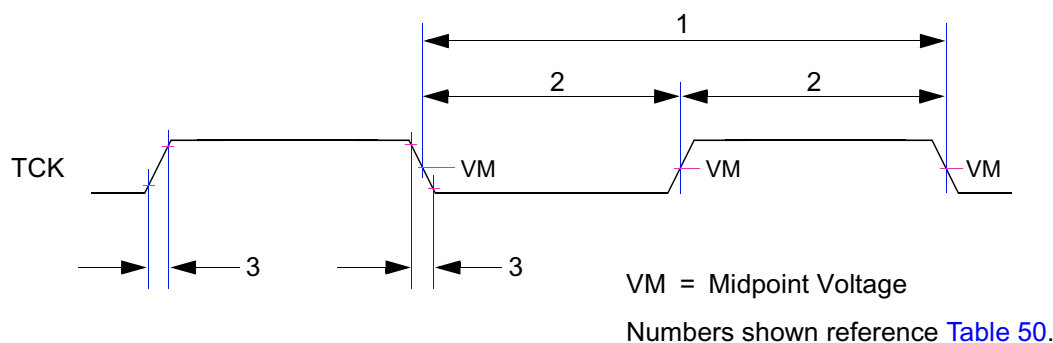 1
2 2
TCK VM VM VM
3 3
VM = Midpoint Voltage
Numbers shown reference Table 50.